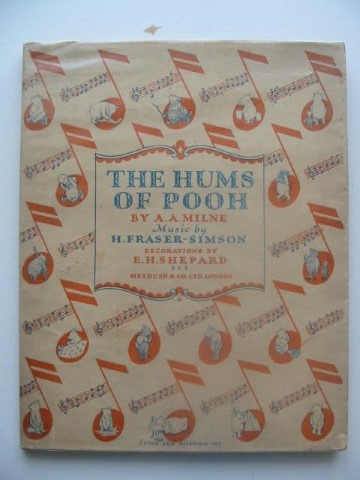 THE HUMS
OF POOH
BY A. A. MILNE
Music by
H. FRASER-SIMSON
DECORATIONS BY
E. H. SHEPARD
METHUEN & CO. LTD. LONDON